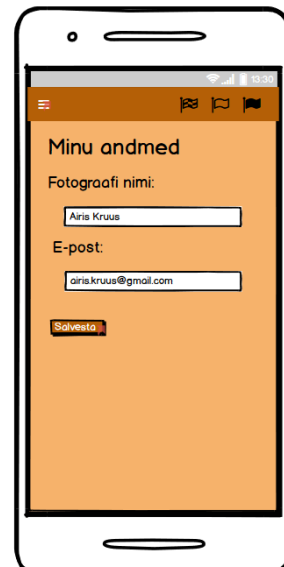 13:30
Minu andmed
Fotograafi nimi:
Airis Kruus
E-post:
airis.kruus@gmail.com
Salvesta